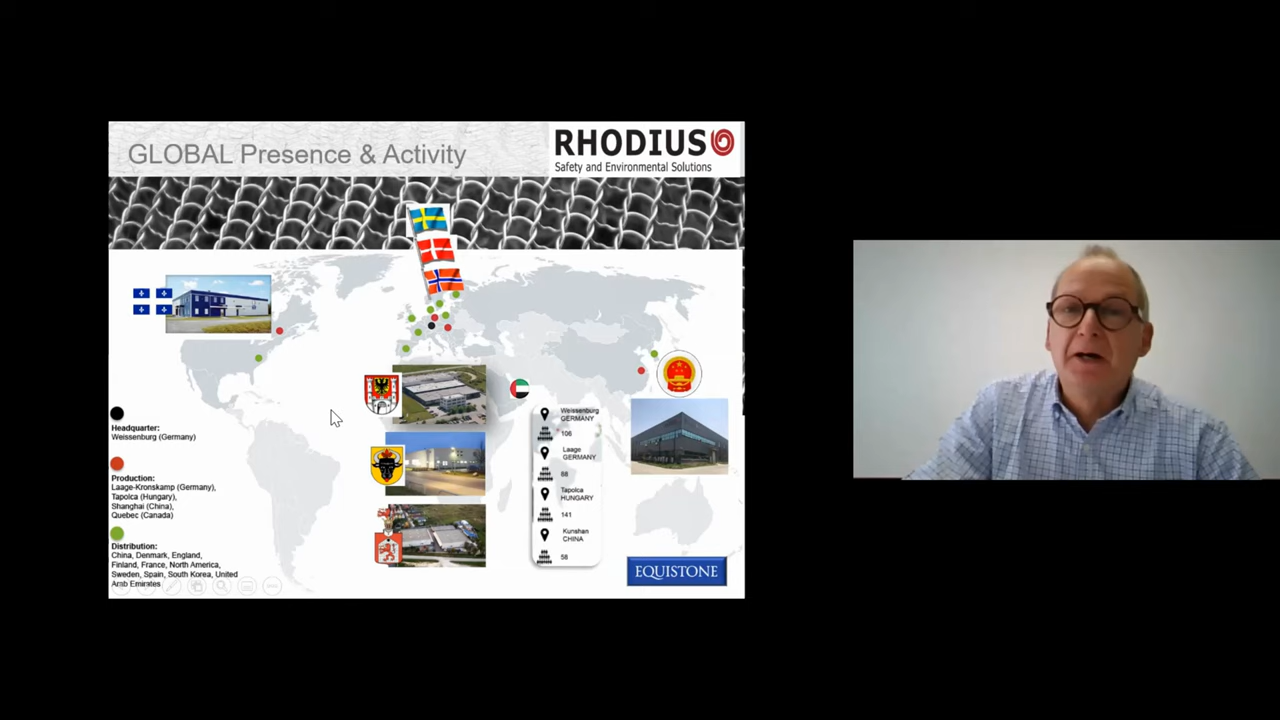 GLOBAL Presence & Activity
RHODIUS
Safety and Environmental Solutions
Headquarter:
Weissenburg (Germany)
Production:
Laage-Kronskamp (Germany),
Tapolca (Hungary),
Shanghai (China),
Quebec (Canada)
Distribution:
China, Denmark, England,
Finland, France, North America,
Sweden, Spain, South Korea, United
Arab Emirates
Weissenburg
GERMANY
106
Laage
GERMANY
88
Tapolca
HUNGARY
141
Kunshan
CHINA
56
EQUISTONE